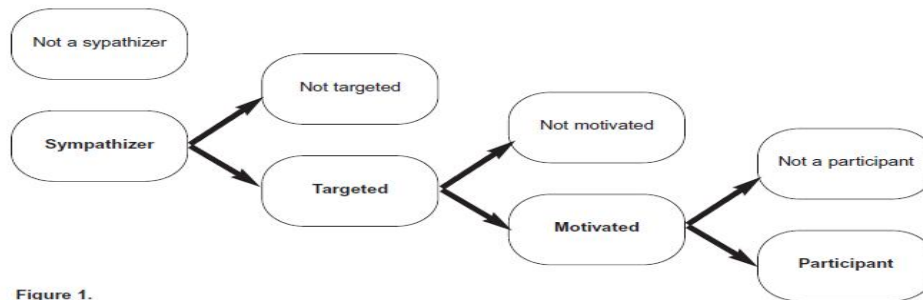 Not a sypathizer
Sympathizer
Not targeted
Targeted
Not motivated
Motivated
Not a participant
Participant
Figure 1.